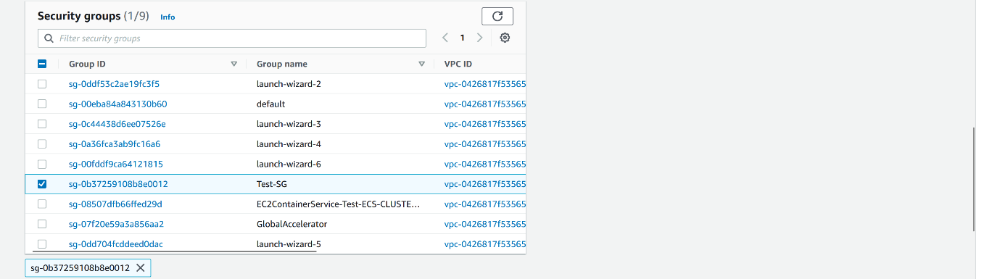 Security groups (1/9) Info
Filter security groups
1
Group ID Group name VPC ID
sg-0ddf53c2ae19fc3f5 launch-wizard-2 vpc-0426817f53565
sg-00eba84a843130b60 default vpc-0426817f53565
sg-0c44438d6ee07526e launch-wizard-3 vpc-0426817f53565
sg-0a36fca3ab9fc16a6 launch-wizard-4 vpc-0426817f53565
sg-00fddf9ca64121815 launch-wizard-6 vpc-0426817f53565
sg-0b37259108b8e0012 Test-SG vpc-0426817f53565
sg-08507dfb66ffed29d EC2ContainerService-Test-ECS-CLUSTE... vpc-0426817f53565
sg-07f20e59a3a856aa2 GlobalAccelerator vpc-0426817f53565
sg-0dd704fcddeed0dac launch-wizard-5 vpc-0426817f53565
sg-0b37259108b8e0012